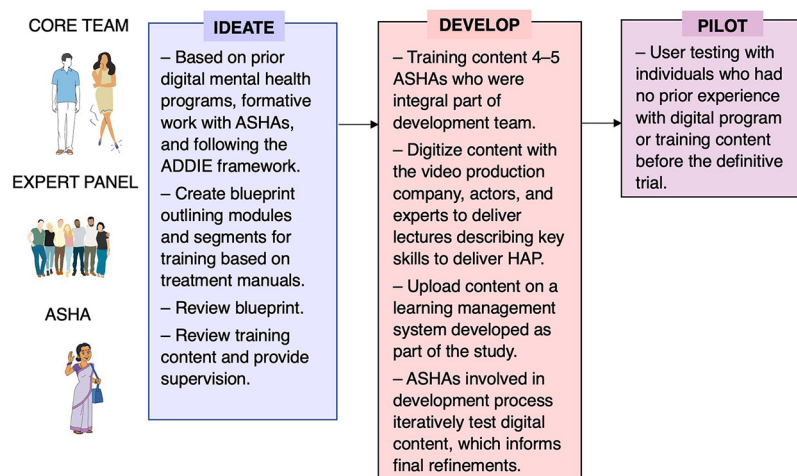 CORE TEAM
EXPERT PANEL
ASHA
IDEATE
– Based on prior
digital mental health
programs, formative
work with ASHAs,
and following the
ADDIE framework.
– Create blueprint
outlining modules
and segments for
training based on
treatment manuals.
– Review blueprint.
– Review training
content and provide
supervision.
DEVELOP
– Training content 4–5
ASHAs who were
integral part of
development team.
– Digitize content with
the video production
company, actors, and
experts to deliver
lectures describing key
skills to deliver HAP.
– Upload content on a
learning management
system developed as
part of the study.
– ASHAs involved in
development process
iteratively test digital
content, which informs
final refinements.
PILOT
– User testing with
individuals who had
no prior experience
with digital program
or training content
before the definitive
trial.